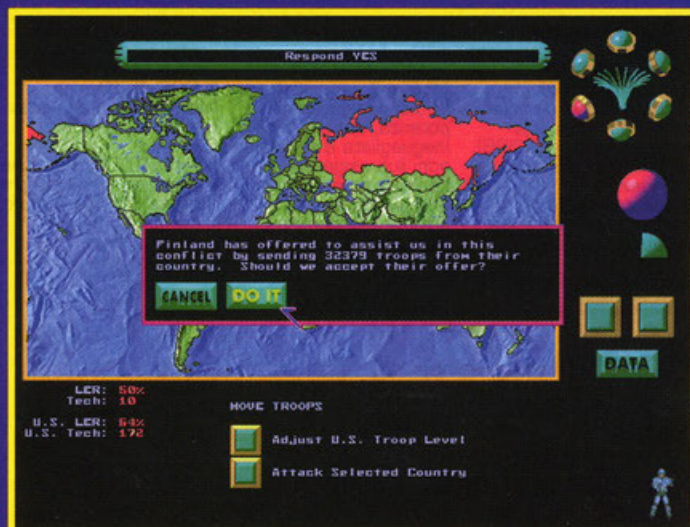 Respond YES
Finland has offered to assist us in this
conflict by sending 32379 troops from their
country. Should we accept their offer?
CANCEL
DO IT
DATA
LER: 50%
Tech: 10
U.S. LER: 64%
U.S. Tech: 172
MOVE TROOPS
Adjust U.S. Troop Level
Attack Selected Country